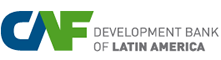 CAF DEVELOPMENT BANK
OF LATIN AMERICA